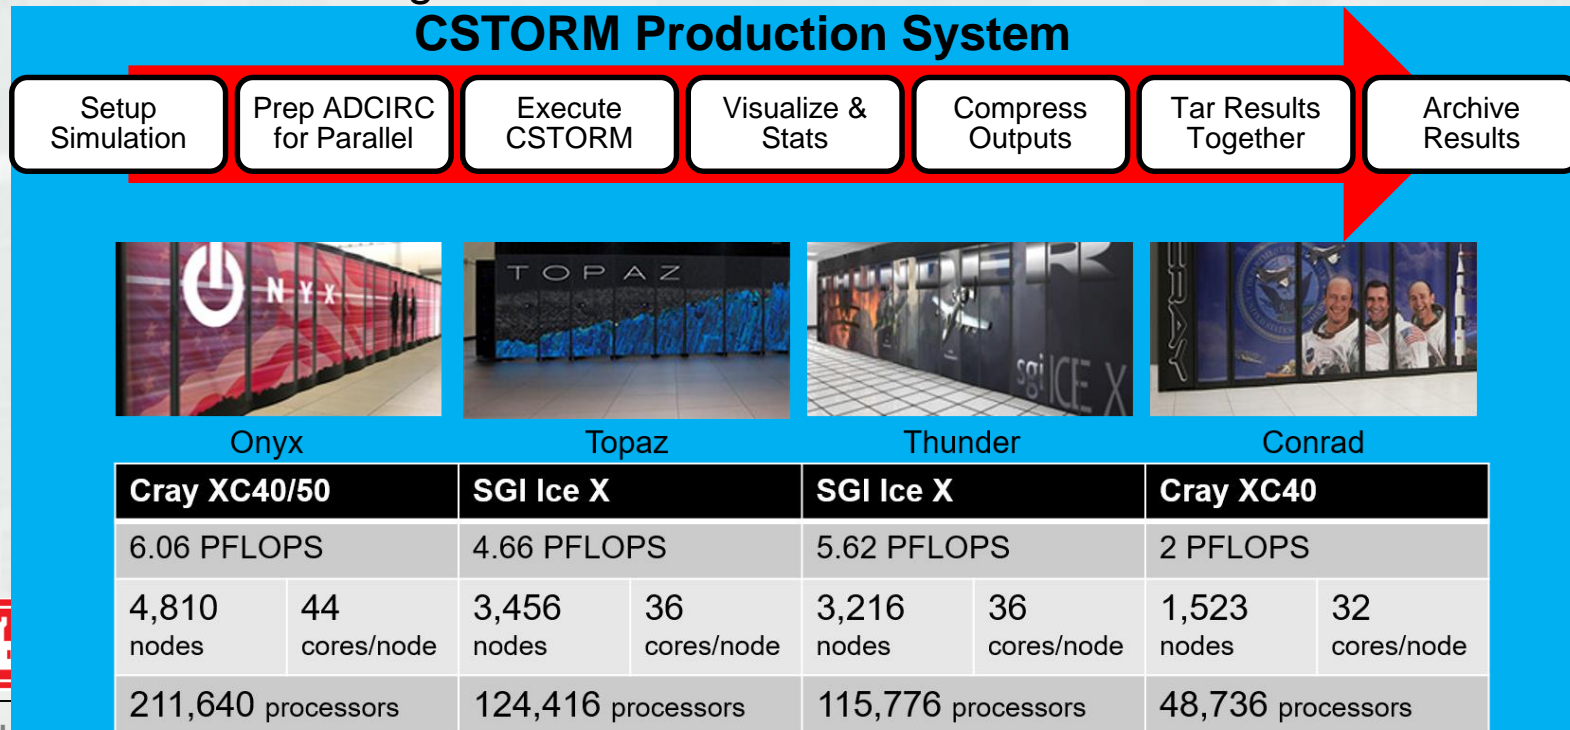 CSTORM Production System
Setup
Simulation
Prep ADCIRC
for Parallel
Execute
CSTORM
Visualize &
Stats
Compress
Outputs
Tar Results
Together
Archive
Results
NYX
TOPAZ
sgi ICE X
Onyx
Topaz
Thunder
Conrad
Cray XC40/50
SGI Ice X
SGI Ice X
Cray XC40
6.06 PFLOPS
4.66 PFLOPS
5.62 PFLOPS
2 PFLOPS
4,810
nodes
44
cores/node
3,456
nodes
36
cores/node
3,216
nodes
36
cores/node
1,523
nodes
32
cores/node
211,640 processors
124,416 processors
115,776 processors
48,736 processors